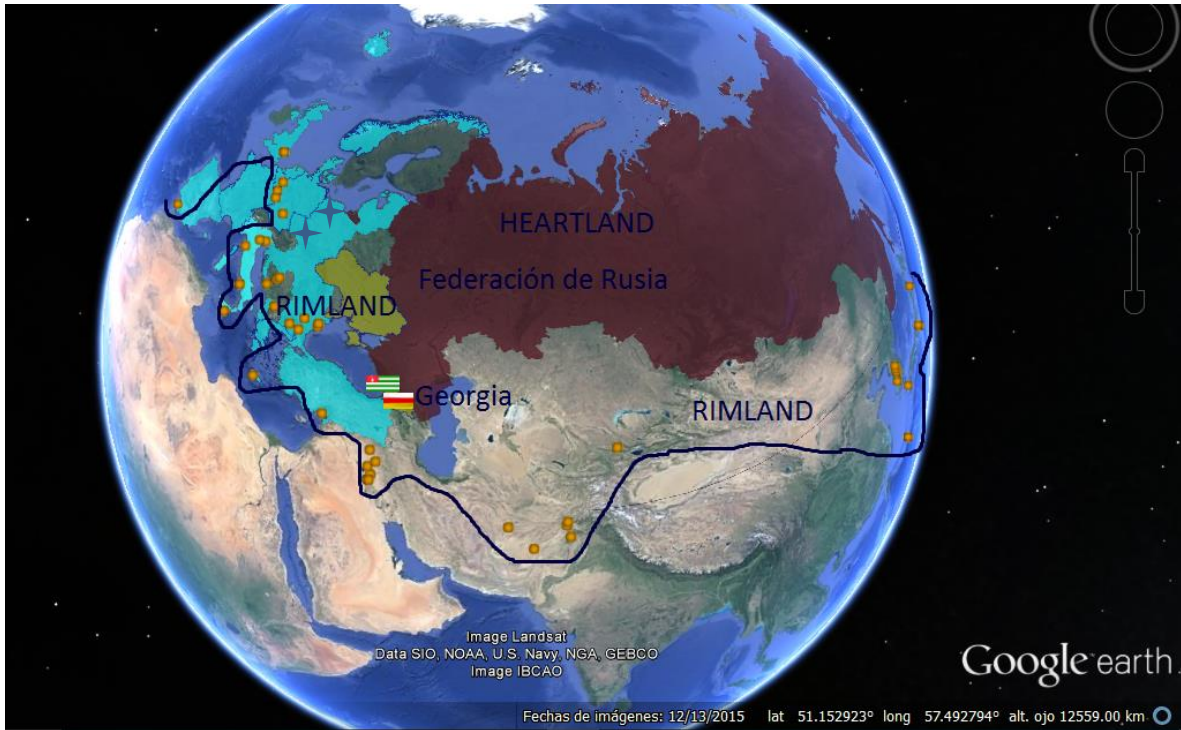 HEARTLAND
Federación de Rusia
RIMLAND
Georgia
RIMLAND
Image Landsat
Data SIO, NOAA, U.S. Navy, NGA, GEBCO
Image IBCAO
Google earth
Fechas de imágenes: 12/13/2015 lat 51.152923° long 57.492794° alt. ojo 12559.00 km